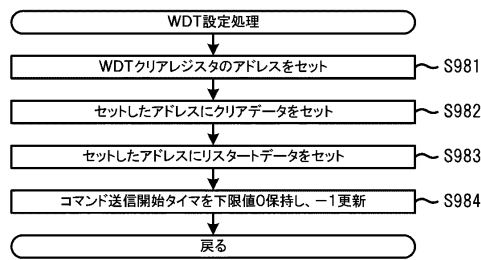 WDT設定処理
WDTクリアレジスタのアドレスをセット
S981
セットしたアドレスにクリアデータをセット
S982
セットしたアドレスにリスタートデータをセット
S983
コマンド送信開始タイマを下限値0保持し、−1更新
S984
戻る